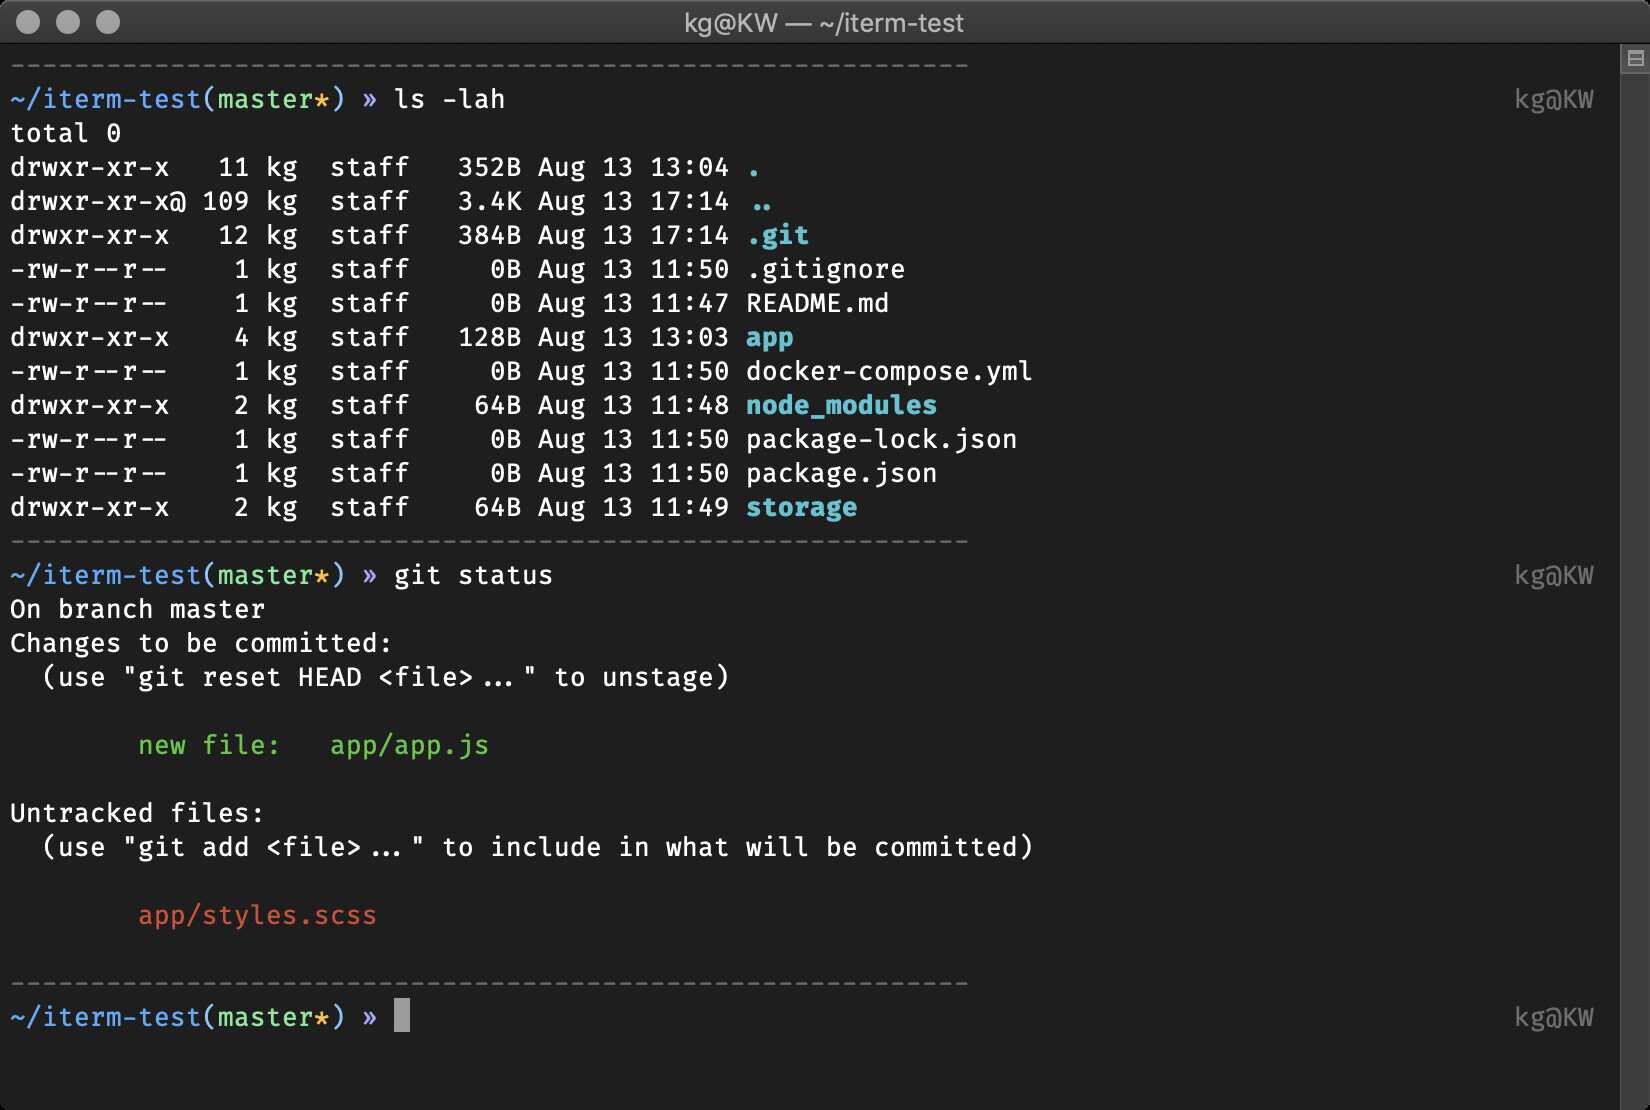 kg@KW — ~/iterm-test
------------------------------------------------------------
~/iterm-test(master*) » ls -lah kg@KW
total 0
drwxr-xr-x   11 kg  staff   352B Aug 13 13:04 .
drwxr-xr-x@ 109 kg  staff   3.4K Aug 13 17:14 ..
drwxr-xr-x   12 kg  staff   384B Aug 13 17:14 .git
-rw-r--r--    1 kg  staff     0B Aug 13 11:50 .gitignore
-rw-r--r--    1 kg  staff     0B Aug 13 11:47 README.md
drwxr-xr-x    4 kg  staff   128B Aug 13 13:03 app
-rw-r--r--    1 kg  staff     0B Aug 13 11:50 docker-compose.yml
drwxr-xr-x    2 kg  staff    64B Aug 13 11:48 node_modules
-rw-r--r--    1 kg  staff     0B Aug 13 11:50 package-lock.json
-rw-r--r--    1 kg  staff     0B Aug 13 11:50 package.json
drwxr-xr-x    2 kg  staff    64B Aug 13 11:49 storage
------------------------------------------------------------
~/iterm-test(master*) » git status kg@KW
On branch master
Changes to be committed:
  (use "git reset HEAD <file>..." to unstage)
        new file:   app/app.js
Untracked files:
  (use "git add <file>..." to include in what will be committed)
        app/styles.scss
------------------------------------------------------------
~/iterm-test(master*) » kg@KW